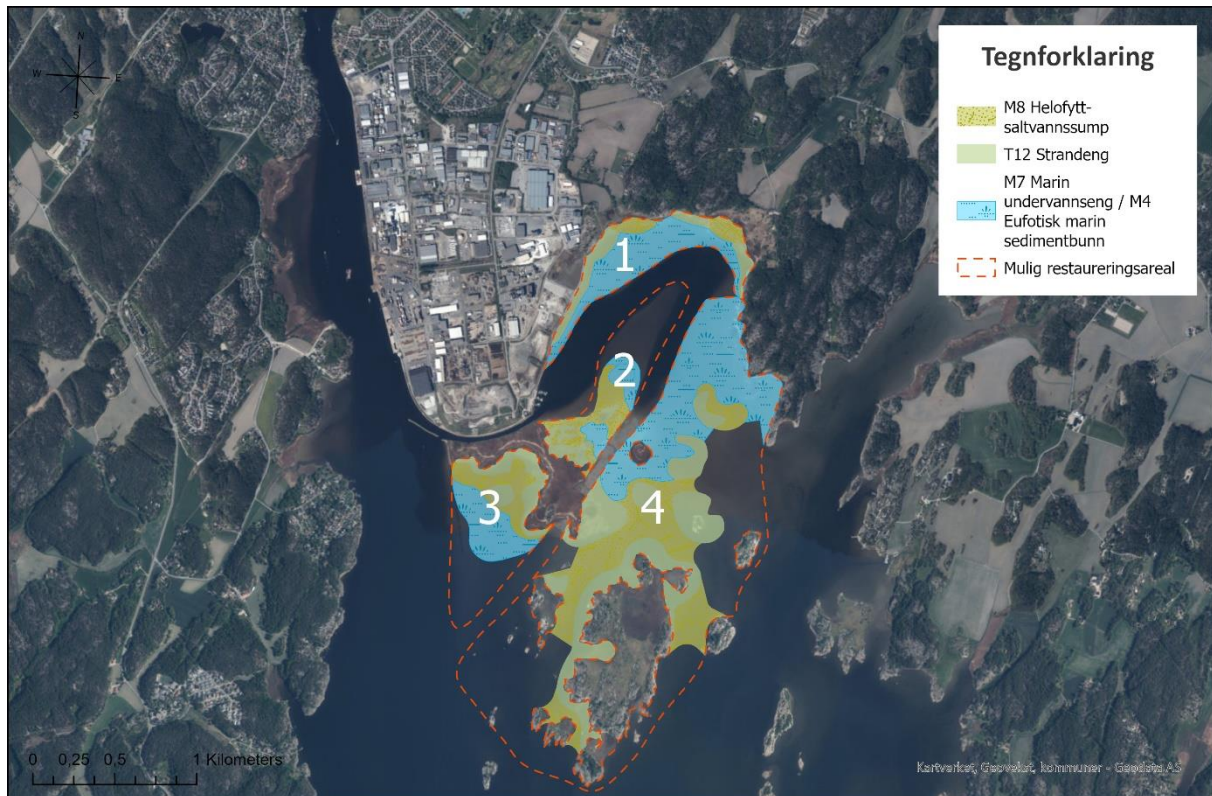 N
W
E
S
Tegnforklaring
M8 Helofytt-
saltvannssump
T12 Strandeng
M7 Marin
undervannseng / M4
Eufotisk marin
sedimentbunn
Mulig restaureringsareal
1
2
3
4
0 0,25 0,5 1 Kilometers
Kartverket, Geovekst, kommuner - Geodata AS